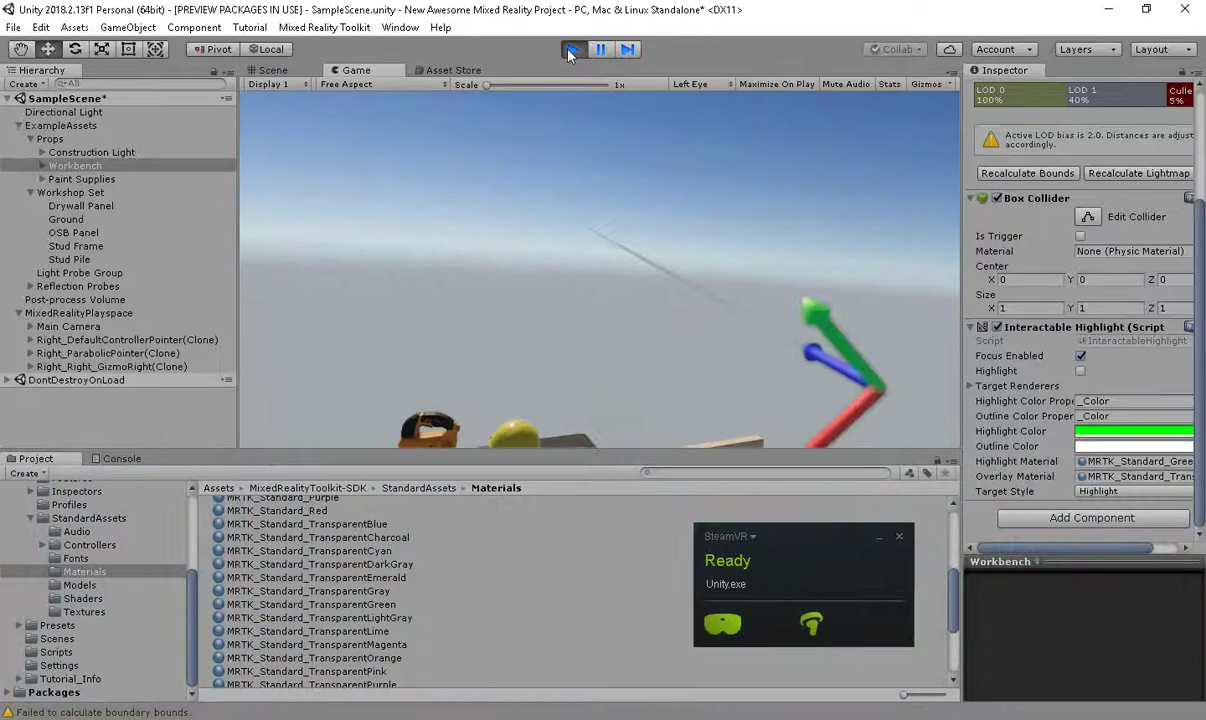 Unity 2018.2.13f1 Personal (64bit) - [PREVIEW PACKAGES IN USE] - SampleScene.unity - New Awesome Mixed Reality Project - PC, Mac & Linux Standalone* <DX11>
File Edit Assets GameObject Component Tutorial Mixed Reality Toolkit Window Help
Pivot Local Collab Account Layers Layout
Hierarchy Scene Game Asset Store Inspector
Create All Display 1 Free Aspect Scale 1x Left Eye Maximize On Play Mute Audio Stats Gizmos
SampleScene*
Directional Light
ExampleAssets
Props
Construction Light
Workbench
Paint Supplies
Workshop Set
Drywall Panel
Ground
OSB Panel
Stud Frame
Stud Pile
Light Probe Group
Reflection Probes
Post-process Volume
MixedRealityPlayspace
Main Camera
Right_DefaultControllerPointer(Clone)
Right_ParabolicPointer(Clone)
Right_Right_GizmoRight(Clone)
DontDestroyOnLoad
LOD 0 LOD 1 Culle
100% 40% 5%
Active LOD bias is 2.0. Distances are adjust
accordingly.
Recalculate Bounds Recalculate Lightmap
Box Collider
Edit Collider
Is Trigger
Material None (Physic Material)
Center
X 0 Y 0 Z 0
Size
X 1 Y 1 Z 1
Interactable Highlight (Script
Script InteractableHighlight
Focus Enabled
Highlight
Target Renderers
Highlight Color Prope _Color
Outline Color Proper _Color
Highlight Color
Outline Color
Highlight Material MRTK_Standard_Gree
Overlay Material MRTK_Standard_Trans
Target Style Highlight
Add Component
Workbench
Project Console
Create
Inspectors
Profiles
StandardAssets
Audio
Controllers
Fonts
Materials
Models
Shaders
Textures
Presets
Scenes
Scripts
Settings
Tutorial_Info
Packages
Assets MixedRealityToolkit-SDK StandardAssets Materials
MRTK_Standard_Purple
MRTK_Standard_Red
MRTK_Standard_TransparentBlue
MRTK_Standard_TransparentCharcoal
MRTK_Standard_TransparentCyan
MRTK_Standard_TransparentDarkGray
MRTK_Standard_TransparentEmerald
MRTK_Standard_TransparentGray
MRTK_Standard_TransparentGreen
MRTK_Standard_TransparentLightGray
MRTK_Standard_TransparentLime
MRTK_Standard_TransparentMagenta
MRTK_Standard_TransparentOrange
MRTK_Standard_TransparentPink
MRTK_Standard_TransparentPurple
SteamVR
Ready
Unity.exe
Failed to calculate boundary bounds.